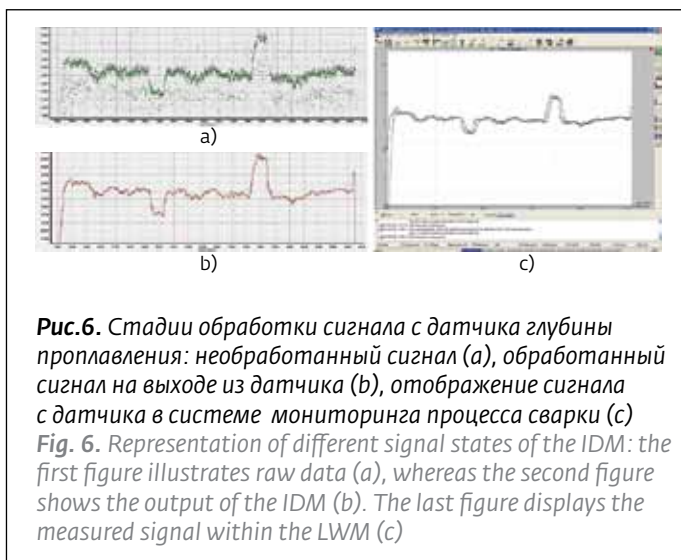 a)
b)
c)
Рис.6. Стадии обработки сигнала с датчика глубины
проплавления: необработанный сигнал (a), обработанный
сигнал на выходе из датчика (b), отображение сигнала
с датчика в системе мониторинга процесса сварки (c)
Fig. 6. Representation of different signal states of the IDM: the
first figure illustrates raw data (a), whereas the second figure
shows the output of the IDM (b). The last figure displays the
measured signal within the LWM (c)